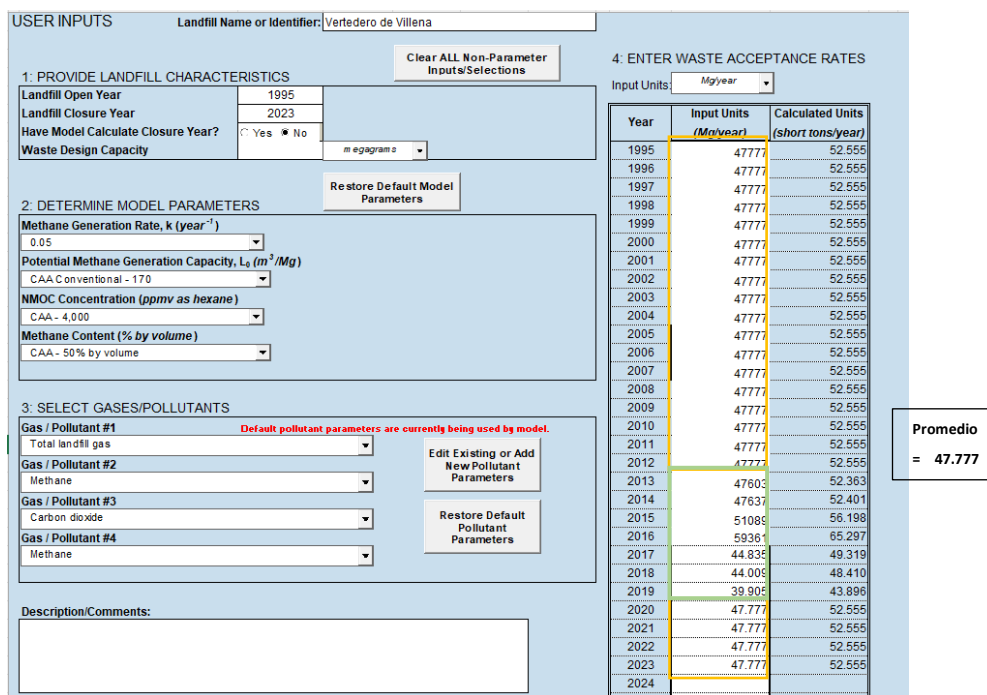 USER INPUTS
Landfill Name or Identifier: Vertedero de Villena
Clear ALL Non-Parameter
Inputs/Selections
1: PROVIDE LANDFILL CHARACTERISTICS
Landfill Open Year 1995
Landfill Closure Year 2023
Have Model Calculate Closure Year? Yes No
Waste Design Capacity megagrams
Restore Default Model
Parameters
2: DETERMINE MODEL PARAMETERS
Methane Generation Rate, k (year⁻¹)
0.05
Potential Methane Generation Capacity, L₀ (m³/Mg)
CAA Conventional - 170
NMOC Concentration (ppmv as hexane)
CAA - 4,000
Methane Content (% by volume)
CAA - 50% by volume
3: SELECT GASES/POLLUTANTS
Gas / Pollutant #1 Default pollutant parameters are currently being used by model.
Total landfill gas
Gas / Pollutant #2
Methane
Gas / Pollutant #3
Carbon dioxide
Gas / Pollutant #4
Methane
Edit Existing or Add
New Pollutant
Parameters
Restore Default
Pollutant
Parameters
Description/Comments:
4: ENTER WASTE ACCEPTANCE RATES
Input Units: Mg/year
Year Input Units Calculated Units
(Mg/year) (short tons/year)
1995 47777 52.555
1996 47777 52.555
1997 47777 52.555
1998 47777 52.555
1999 47777 52.555
2000 47777 52.555
2001 47777 52.555
2002 47777 52.555
2003 47777 52.555
2004 47777 52.555
2005 47777 52.555
2006 47777 52.555
2007 47777 52.555
2008 47777 52.555
2009 47777 52.555
2010 47777 52.555
2011 47777 52.555
2012 47777 52.555
2013 47603 52.363
2014 47637 52.401
2015 51089 56.198
2016 59361 65.297
2017 44.835 49.319
2018 44.009 48.410
2019 39.905 43.896
2020 47.777 52.555
2021 47.777 52.555
2022 47.777 52.555
2023 47.777 52.555
2024
Promedio
= 47.777